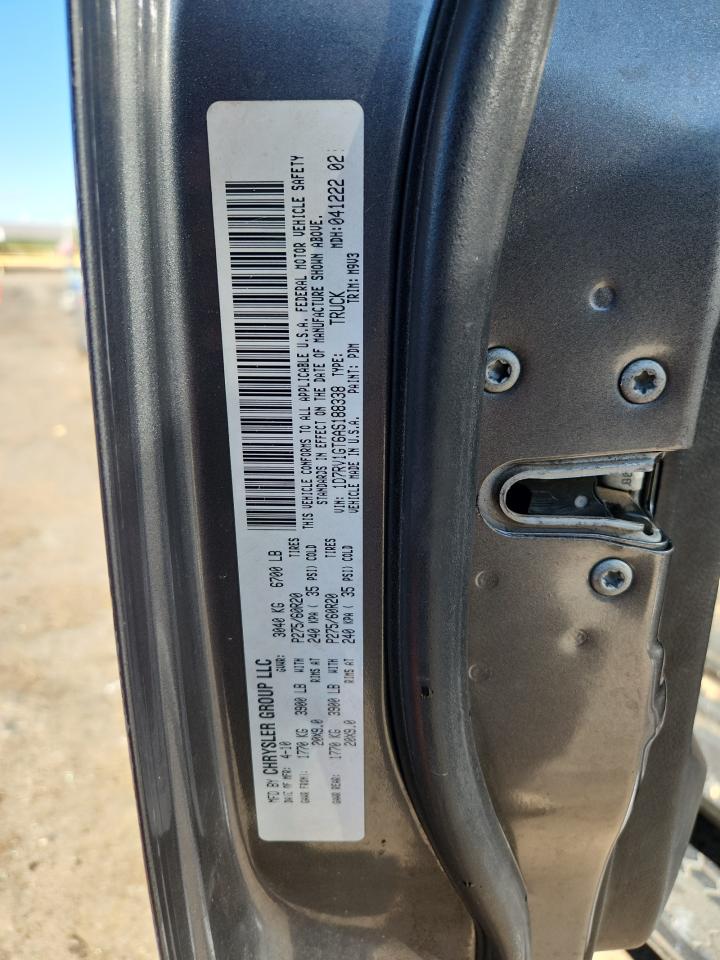 MFD BY CHRYSLER GROUP LLC
DATE OF MFR: 4-10 GVWR: 3040 KG 6700 LB
GAWR FRONT: 1770 KG 3900 LB WITH P275/60R20 TIRES
20X9.0 RIMS AT 240 KPA ( 35 PSI) COLD
GAWR REAR: 1770 KG 3900 LB WITH P275/60R20 TIRES
20X9.0 RIMS AT 240 KPA ( 35 PSI) COLD
THIS VEHICLE CONFORMS TO ALL APPLICABLE U.S.A. FEDERAL MOTOR VEHICLE SAFETY
STANDARDS IN EFFECT ON THE DATE OF MANUFACTURE SHOWN ABOVE.
VIN: 1D7RV1GT6AS188338 TYPE: TRUCK MDH:041222 02
VEHICLE MADE IN U.S.A. PAINT: PDM TRIM: M9V3